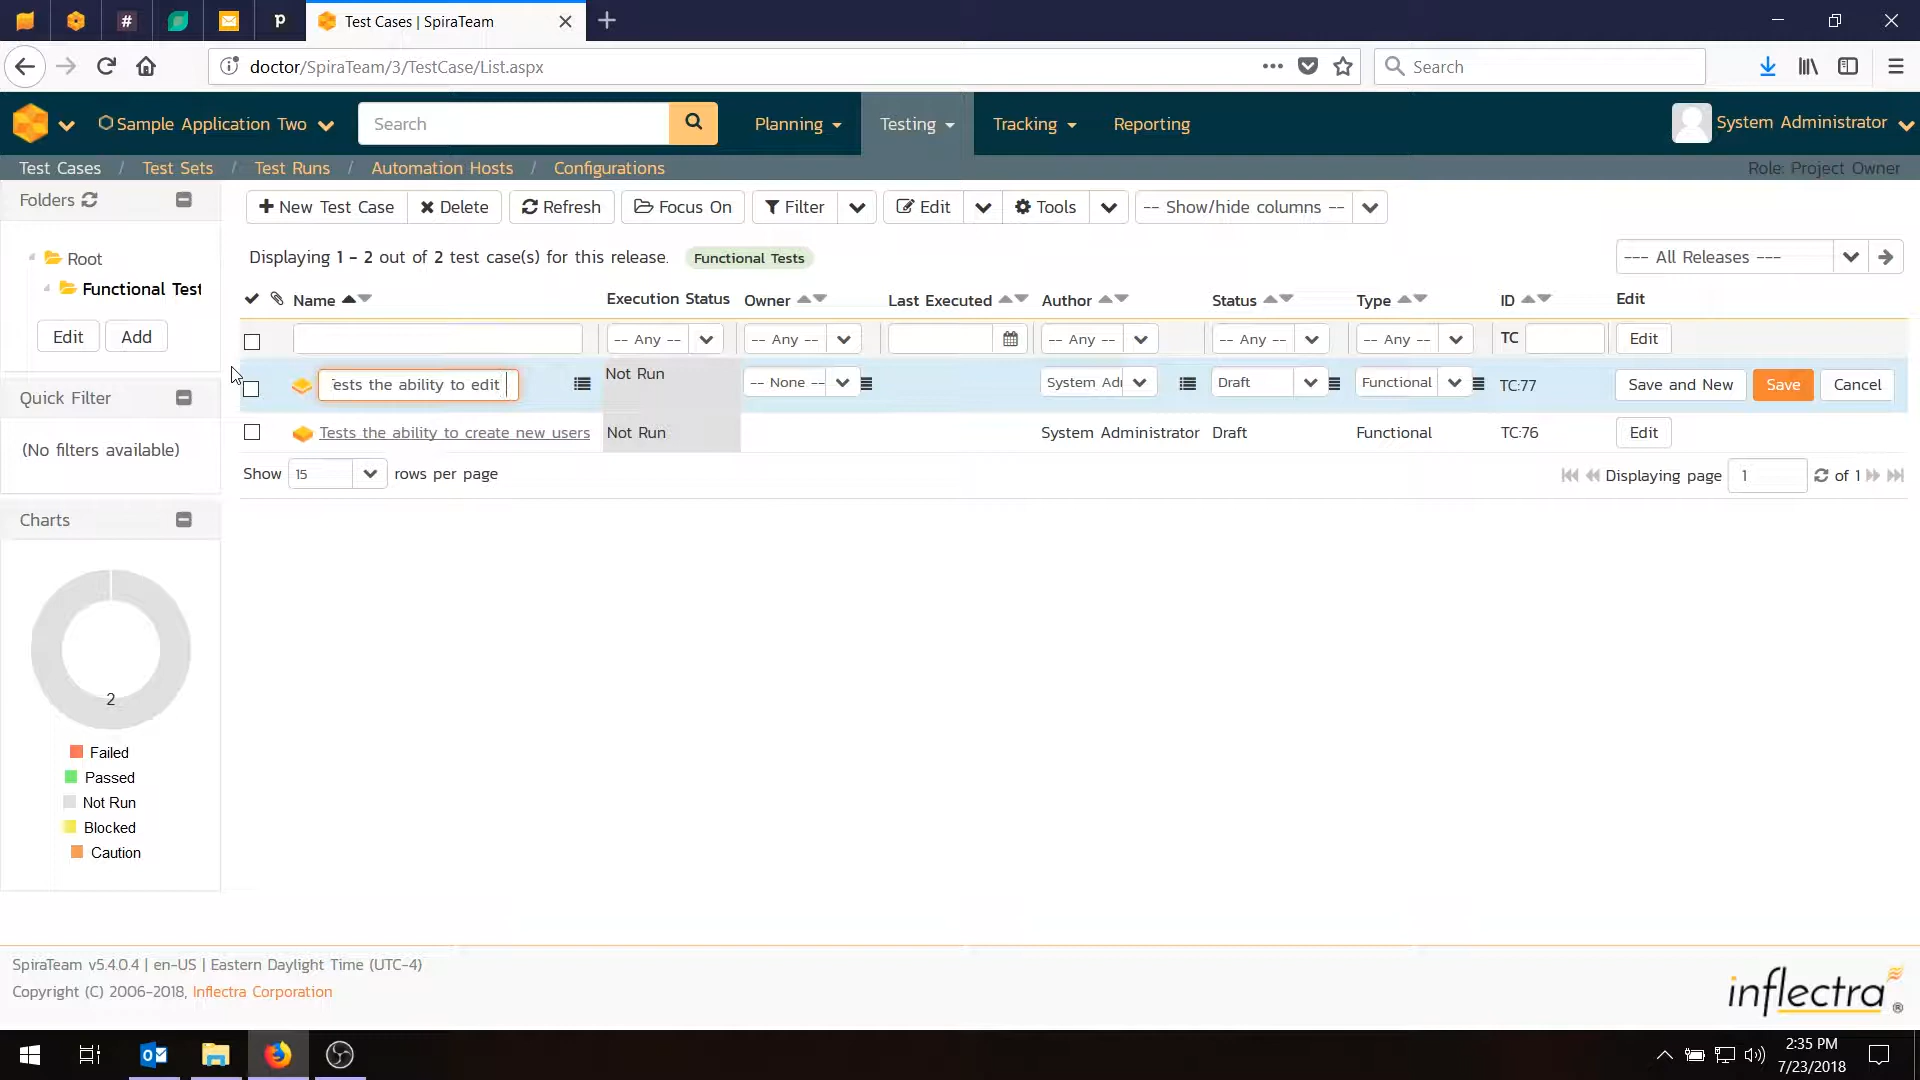 #
p
Test Cases | SpiraTeam
doctor/SpiraTeam/3/TestCase/List.aspx
Search
Sample Application Two
Search
Planning
Testing
Tracking
Reporting
System Administrator
Test Cases / Test Sets / Test Runs / Automation Hosts / Configurations
Role: Project Owner
Folders
New Test Case
Delete
Refresh
Focus On
Filter
Edit
Tools
-- Show/hide columns --
Root
Functional Test
Edit
Add
Displaying 1 - 2 out of 2 test case(s) for this release.
Functional Tests
--- All Releases ---
Name
Execution Status
Owner
Last Executed
Author
Status
Type
ID
Edit
-- Any --
-- Any --
-- Any --
-- Any --
-- Any --
TC
Edit
ests the ability to edit
Not Run
-- None --
System Ad
Draft
Functional
TC:77
Save and New
Save
Cancel
Tests the ability to create new users
Not Run
System Administrator
Draft
Functional
TC:76
Edit
Show 15 rows per page
Displaying page 1 of 1
Quick Filter
(No filters available)
Charts
2
Failed
Passed
Not Run
Blocked
Caution
SpiraTeam v5.4.0.4 | en-US | Eastern Daylight Time (UTC-4)
Copyright (C) 2006-2018, Inflectra Corporation
inflectra®
2:35 PM
7/23/2018